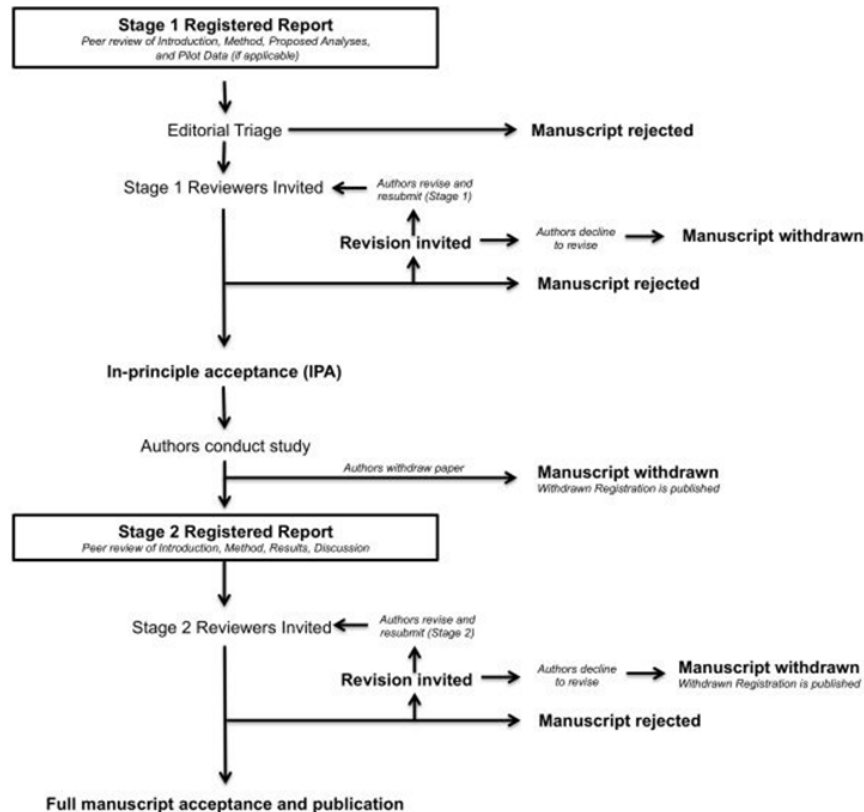 Stage 1 Registered Report
Peer review of Introduction, Method, Proposed Analyses,
and Pilot Data (if applicable)
Editorial Triage
Manuscript rejected
Stage 1 Reviewers Invited
Authors revise and
resubmit (Stage 1)
Revision invited
Authors decline
to revise
Manuscript withdrawn
Manuscript rejected
In-principle acceptance (IPA)
Authors conduct study
Authors withdraw paper
Manuscript withdrawn
Withdrawn Registration is published
Stage 2 Registered Report
Peer review of Introduction, Method, Results, Discussion
Stage 2 Reviewers Invited
Authors revise and
resubmit (Stage 2)
Revision invited
Authors decline
to revise
Manuscript withdrawn
Withdrawn Registration is published
Manuscript rejected
Full manuscript acceptance and publication